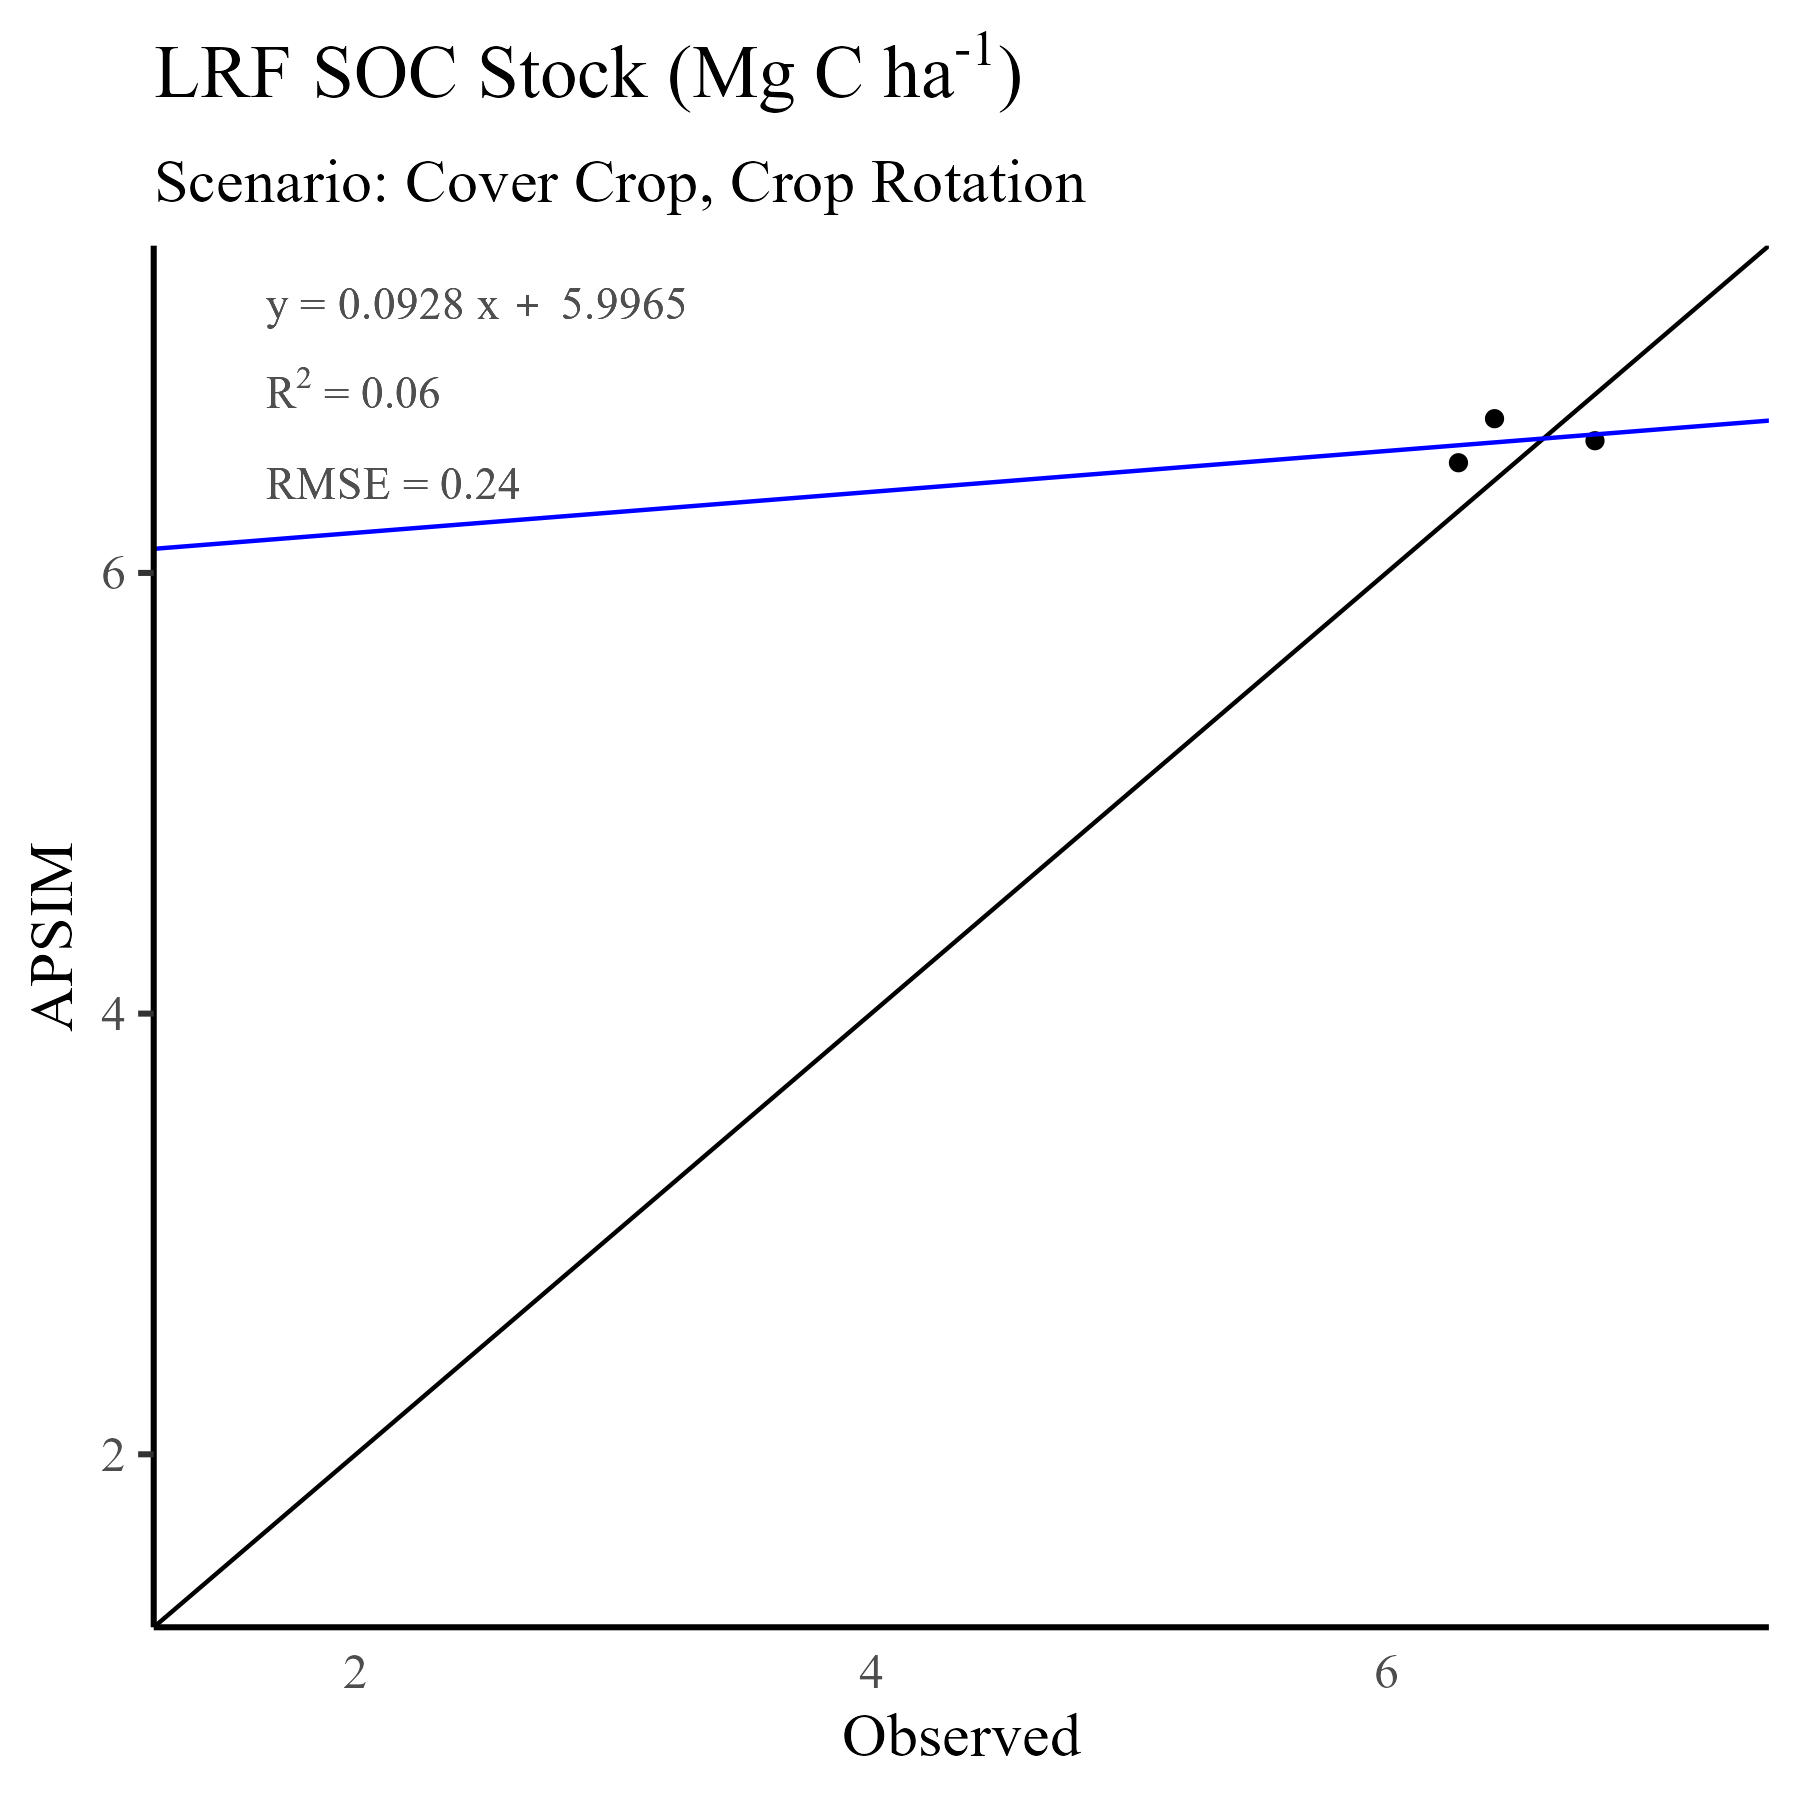 LRF SOC Stock (Mg C ha⁻¹)
Scenario: Cover Crop, Crop Rotation
y = 0.0928 x + 5.9965
R² = 0.06
RMSE = 0.24
6
4
2
APSIM
2 4 6
Observed